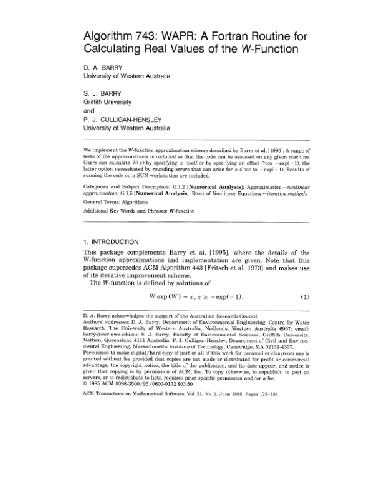 Algorithm 743: WAPR: A Fortran Routine for
Calculating Real Values of the W-Function
D. A. BARRY
University of Western Australia
S. J. BARRY
Griffith University
and
P. J. CULLIGAN-HENSLEY
University of Western Australia
We implement the W-function approximation scheme described by Barry et al. [1995]. A range of
tests of the approximations is included so that the code can be assessed on any given machine.
Users can calculate W(x) by specifying x itself or by specifying an offset from −exp(−1), the
latter option necessitated by rounding errors that can arise for x close to −exp(−1). Results of
running the code on a SUN workstation are included.
Categories and Subject Descriptors: G.1.2 [Numerical Analysis]: Approximation—nonlinear
approximation; G.1.5 [Numerical Analysis]: Roots of Nonlinear Equations—iterative methods
General Terms: Algorithms
Additional Key Words and Phrases: W-function
1. INTRODUCTION
This package complements Barry et al. [1995], where the details of the
W-function approximations and implementation are given. Note that this
package supersedes ACM Algorithm 443 [Fritsch et al. 1973] and makes use
of its iterative improvement scheme.
The W-function is defined by solutions of
W exp (W) = x, x ≥ −exp(−1). (1)
D. A. Barry acknowledges the support of the Australian Research Council.
Authors' addresses: D. A. Barry, Department of Environmental Engineering, Centre for Water
Research, The University of Western Australia, Nedlands, Western Australia 6907; email:
S. J. Barry, Faculty of Environmental Sciences, Griffith University,
Nathan, Queensland 4111 Australia; P. J. Culligan-Hensley, Department of Civil and Environ-
mental Engineering, Massachusetts Institute of Technology, Cambridge, MA 02139-4307.
Permission to make digital/hard copy of part or all of this work for personal or classroom use is
granted without fee provided that copies are not made or distributed for profit or commercial
advantage, the copyright notice, the title of the publication, and its date appear, and notice is
given that copying is by permission of ACM, Inc. To copy otherwise, to republish, to post on
servers, or to redistribute to lists, requires prior specific permission and/or a fee.
© 1995 ACM 0098-3500/95/0600-0172 $03.50
ACM Transactions on Mathematical Software, Vol. 21, No. 2, June 1995, Pages 172–181.